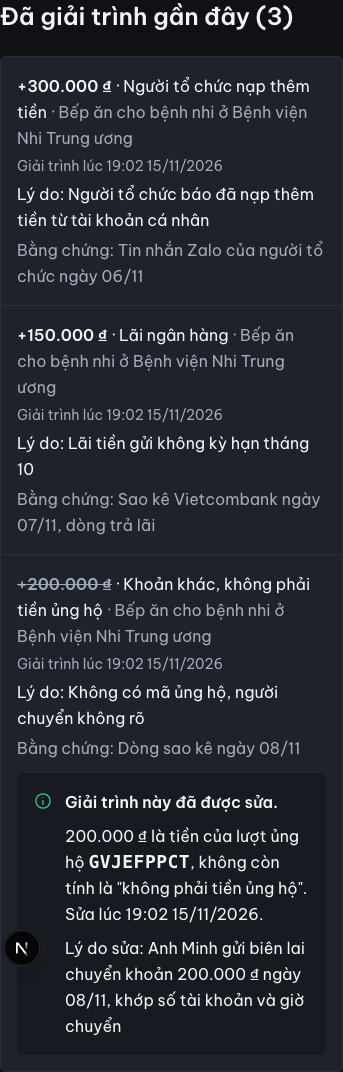 Đã giải trình gần đây (3)
+300.000 ₫ · Người tổ chức nạp thêm
tiền · Bếp ăn cho bệnh nhi ở Bệnh viện
Nhi Trung ương
Giải trình lúc 19:02 15/11/2026
Lý do: Người tổ chức báo đã nạp thêm
tiền từ tài khoản cá nhân
Bằng chứng: Tin nhắn Zalo của người tổ
chức ngày 06/11
+150.000 ₫ · Lãi ngân hàng · Bếp ăn
cho bệnh nhi ở Bệnh viện Nhi Trung
ương
Giải trình lúc 19:02 15/11/2026
Lý do: Lãi tiền gửi không kỳ hạn tháng
10
Bằng chứng: Sao kê Vietcombank ngày
07/11, dòng trả lãi
+200.000 ₫ · Khoản khác, không phải
tiền ủng hộ · Bếp ăn cho bệnh nhi ở
Bệnh viện Nhi Trung ương
Giải trình lúc 19:02 15/11/2026
Lý do: Không có mã ủng hộ, người
chuyển không rõ
Bằng chứng: Dòng sao kê ngày 08/11
Giải trình này đã được sửa.
200.000 ₫ là tiền của lượt ủng
hộ GVJEFPPCT, không còn
tính là "không phải tiền ủng hộ".
Sửa lúc 19:02 15/11/2026.
N
Lý do sửa: Anh Minh gửi biên lai
chuyển khoản 200.000 ₫ ngày
08/11, khớp số tài khoản và giờ
chuyển